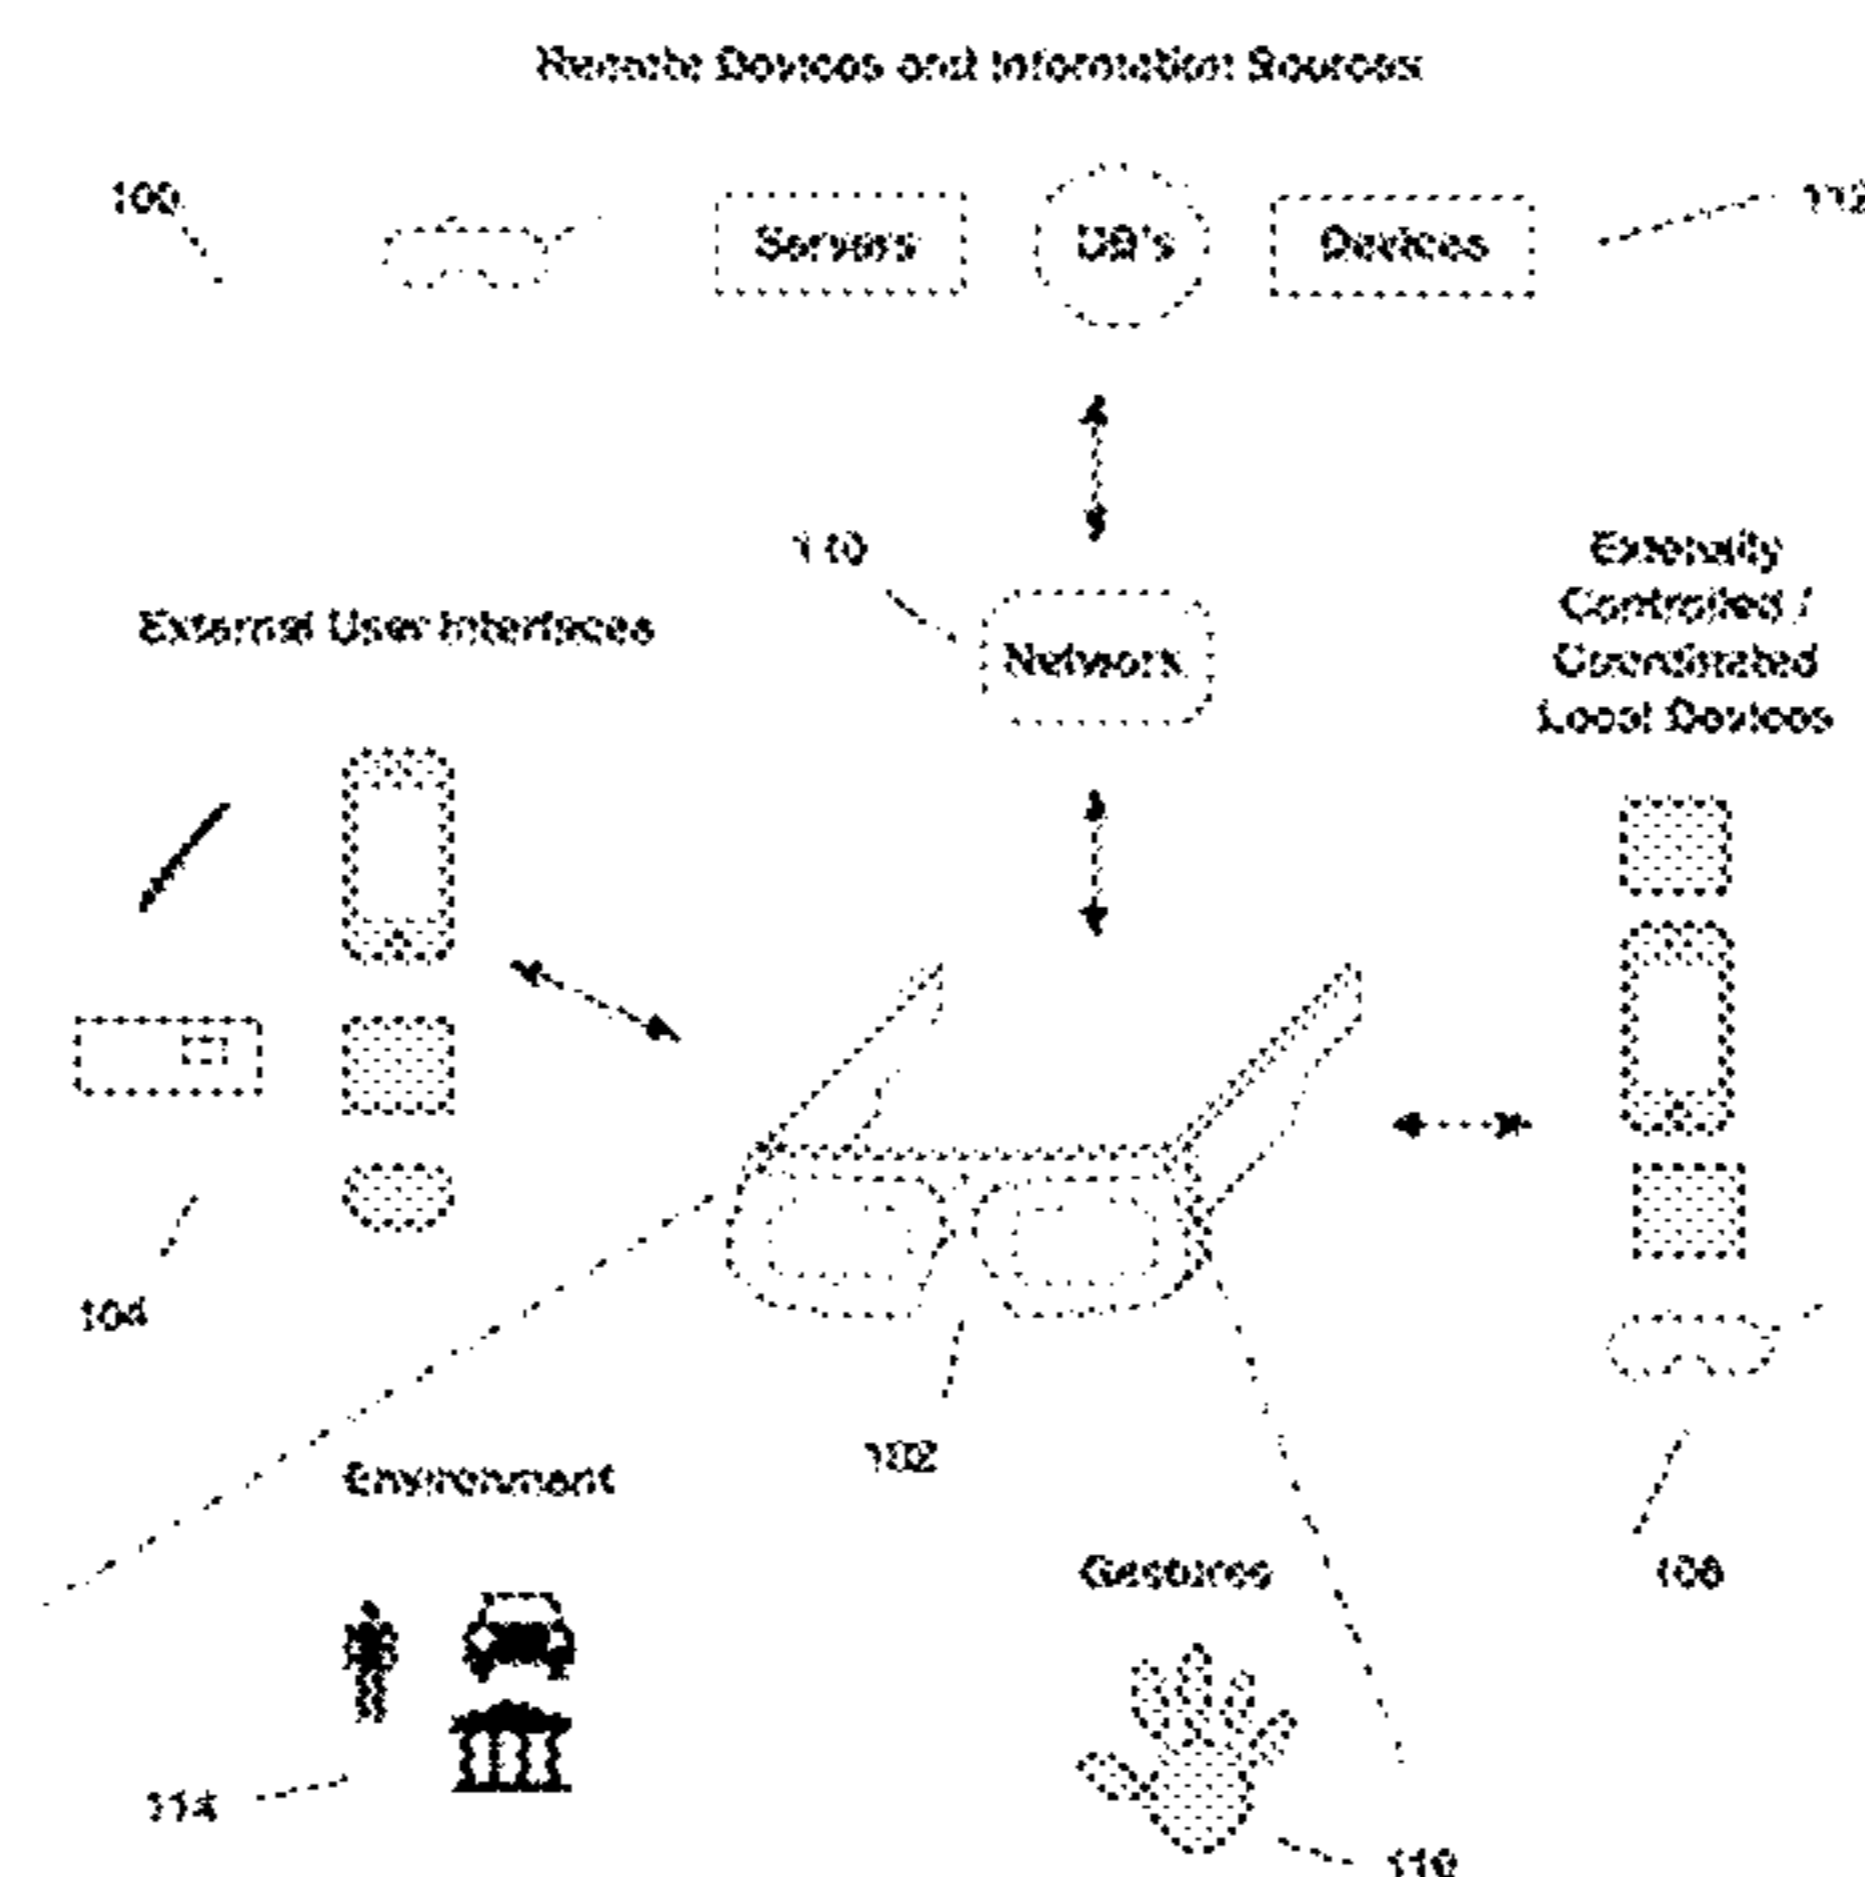 Remote Devices and Information Sources
100
Servers
DB's
Devices
112
110
Externally
Controlled /
Coordinated
Local Devices
External User Interfaces
Network
104
102
Environment
Gestures
114